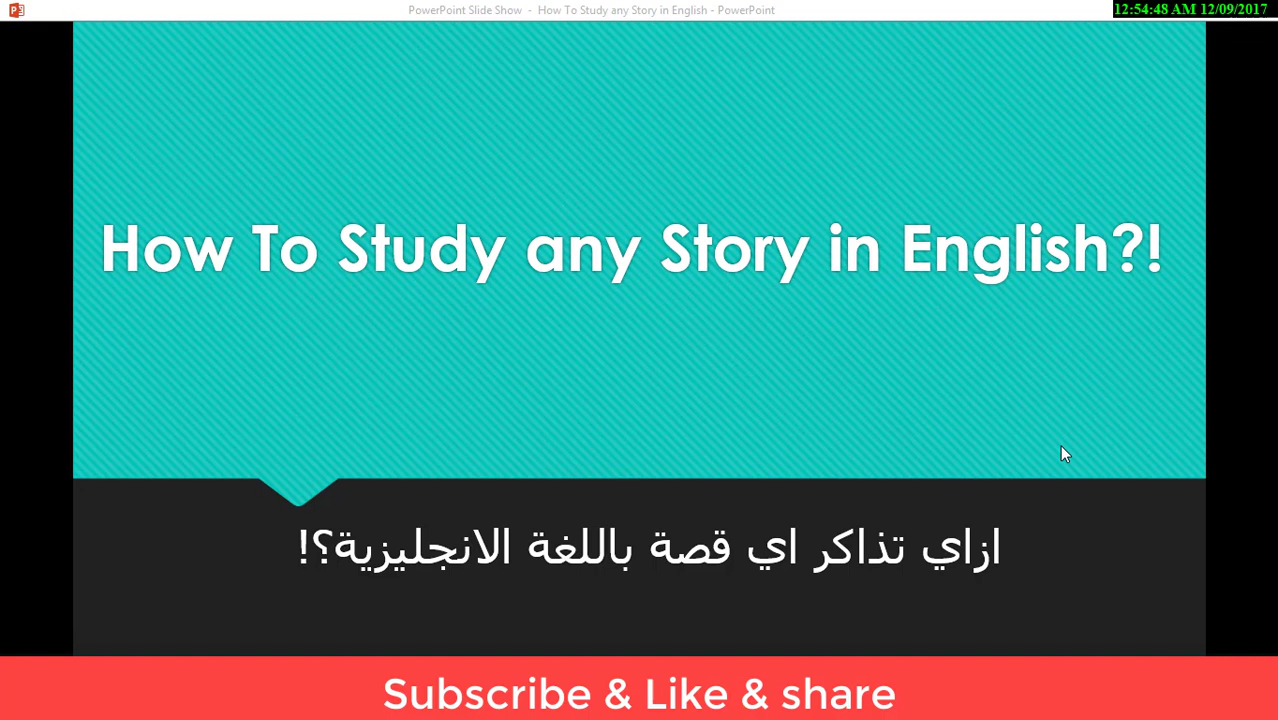 PowerPoint Slide Show - How To Study any Story in English - PowerPoint
12:54:48 AM 12/09/2017
How To Study any Story in English?!
ازاي تذاكر اي قصة باللغة الانجليزية؟!
Subscribe & Like & share